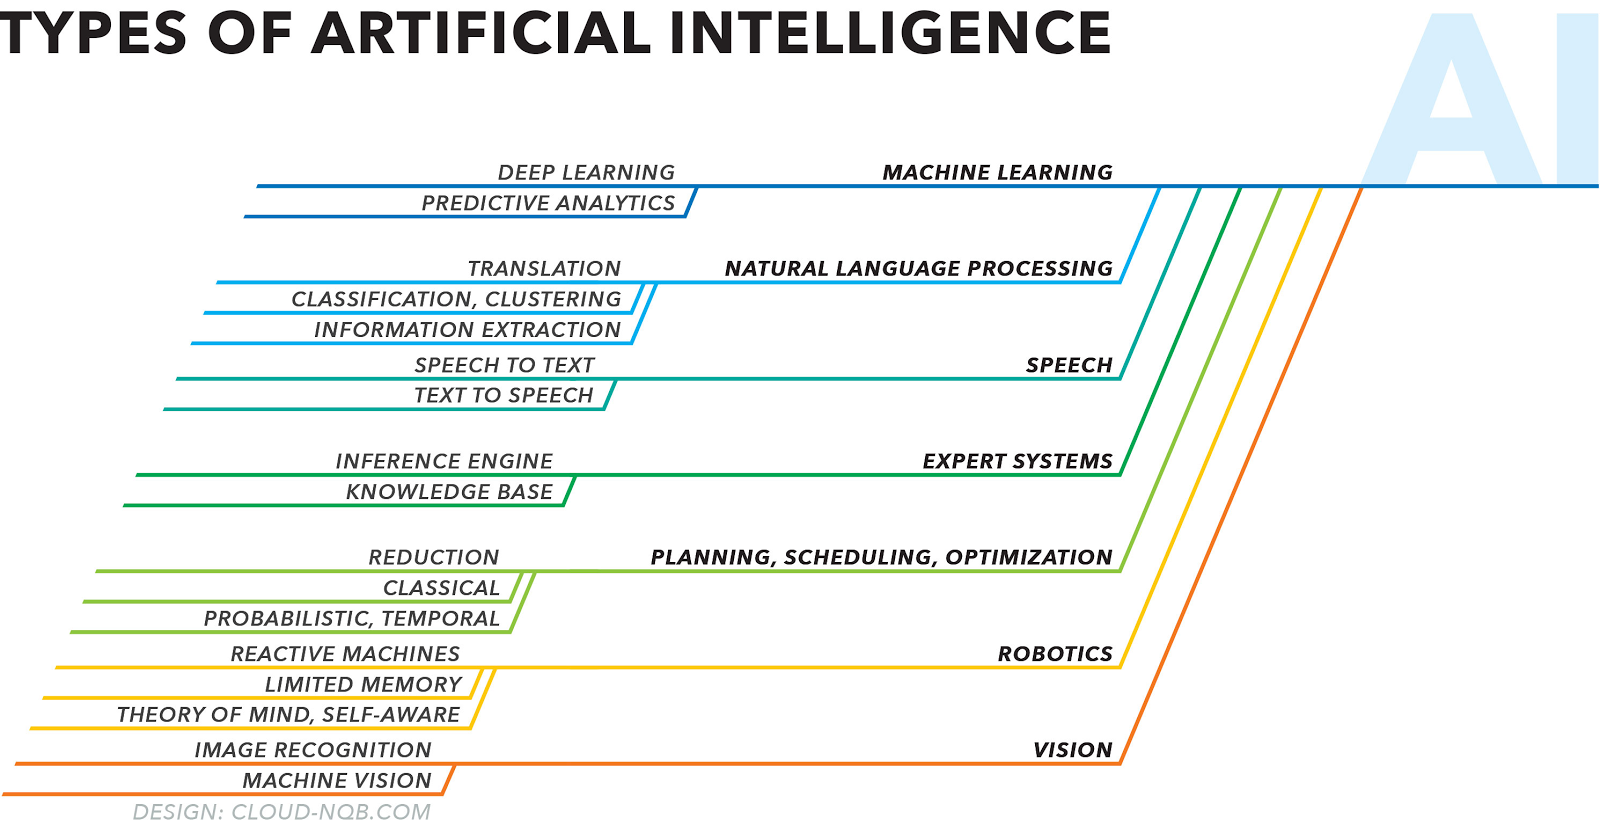 TYPES OF ARTIFICIAL INTELLIGENCE
AI
DEEP LEARNING
MACHINE LEARNING
PREDICTIVE ANALYTICS
TRANSLATION
NATURAL LANGUAGE PROCESSING
CLASSIFICATION, CLUSTERING
INFORMATION EXTRACTION
SPEECH TO TEXT
SPEECH
TEXT TO SPEECH
INFERENCE ENGINE
EXPERT SYSTEMS
KNOWLEDGE BASE
REDUCTION
PLANNING, SCHEDULING, OPTIMIZATION
CLASSICAL
PROBABILISTIC, TEMPORAL
REACTIVE MACHINES
ROBOTICS
LIMITED MEMORY
THEORY OF MIND, SELF-AWARE
IMAGE RECOGNITION
VISION
MACHINE VISION
DESIGN: CLOUD-NQB.COM